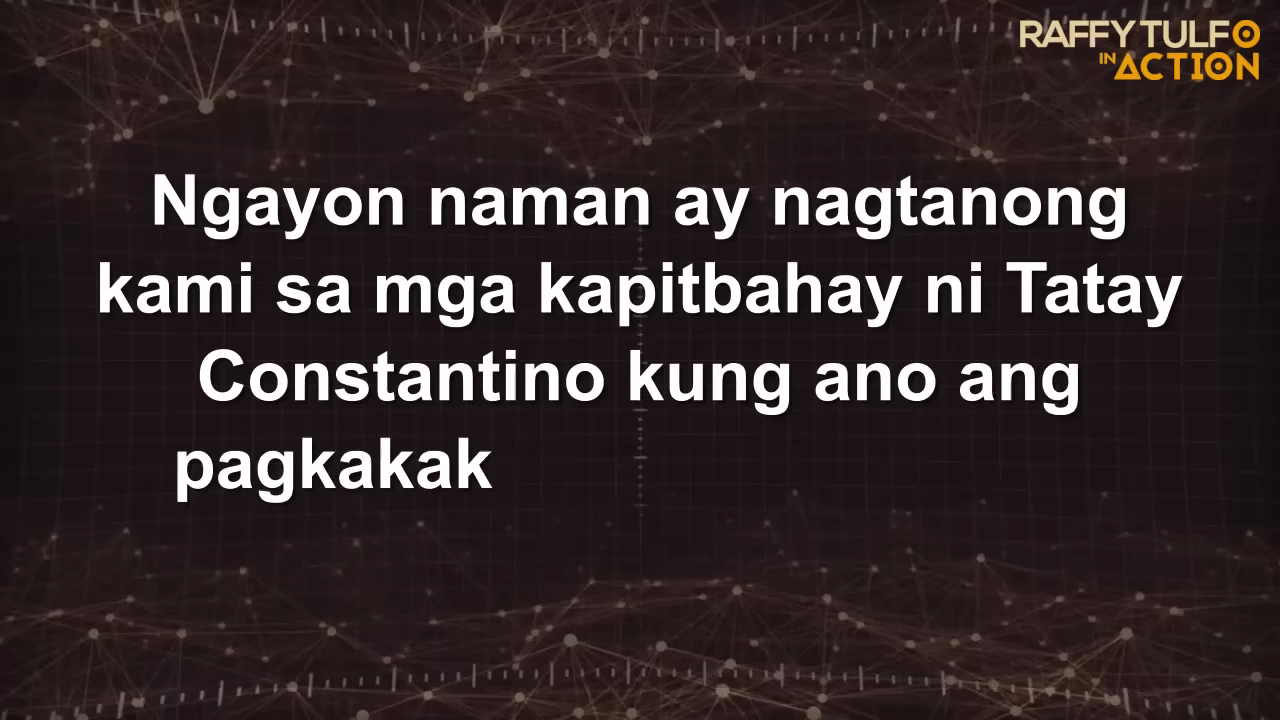 RAFFY TULFO
IN ACTION
Ngayon naman ay nagtanong
kami sa mga kapitbahay ni Tatay
Constantino kung ano ang
pagkakak